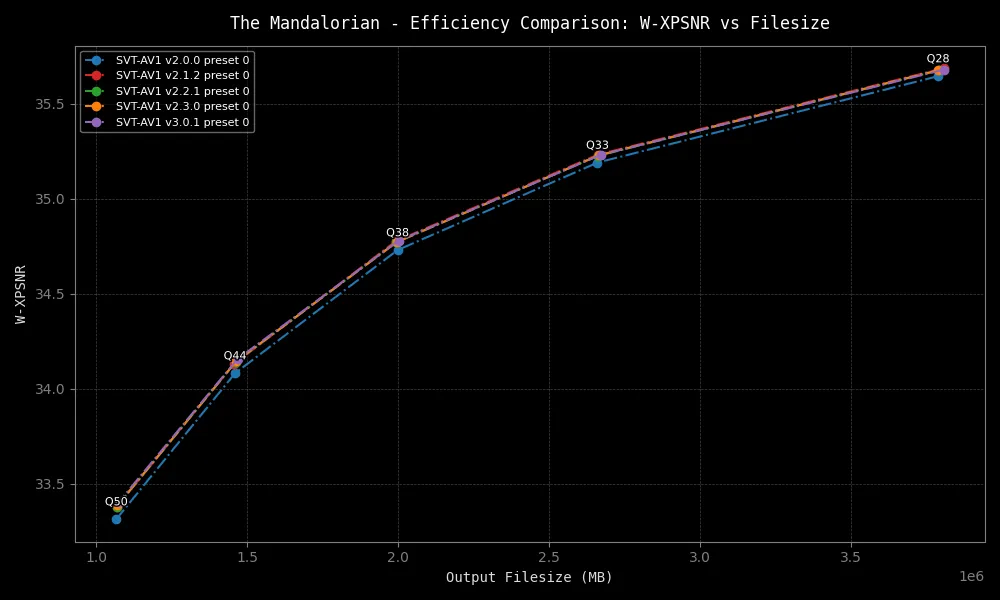 The Mandalorian - Efficiency Comparison: W-XPSNR vs Filesize
SVT-AV1 v2.0.0 preset 0
SVT-AV1 v2.1.2 preset 0
SVT-AV1 v2.2.1 preset 0
SVT-AV1 v2.3.0 preset 0
SVT-AV1 v3.0.1 preset 0
Q28
Q33
Q38
Q44
Q50
35.5
35.0
34.5
34.0
33.5
W-XPSNR
1.0 1.5 2.0 2.5 3.0 3.5
1e6
Output Filesize (MB)